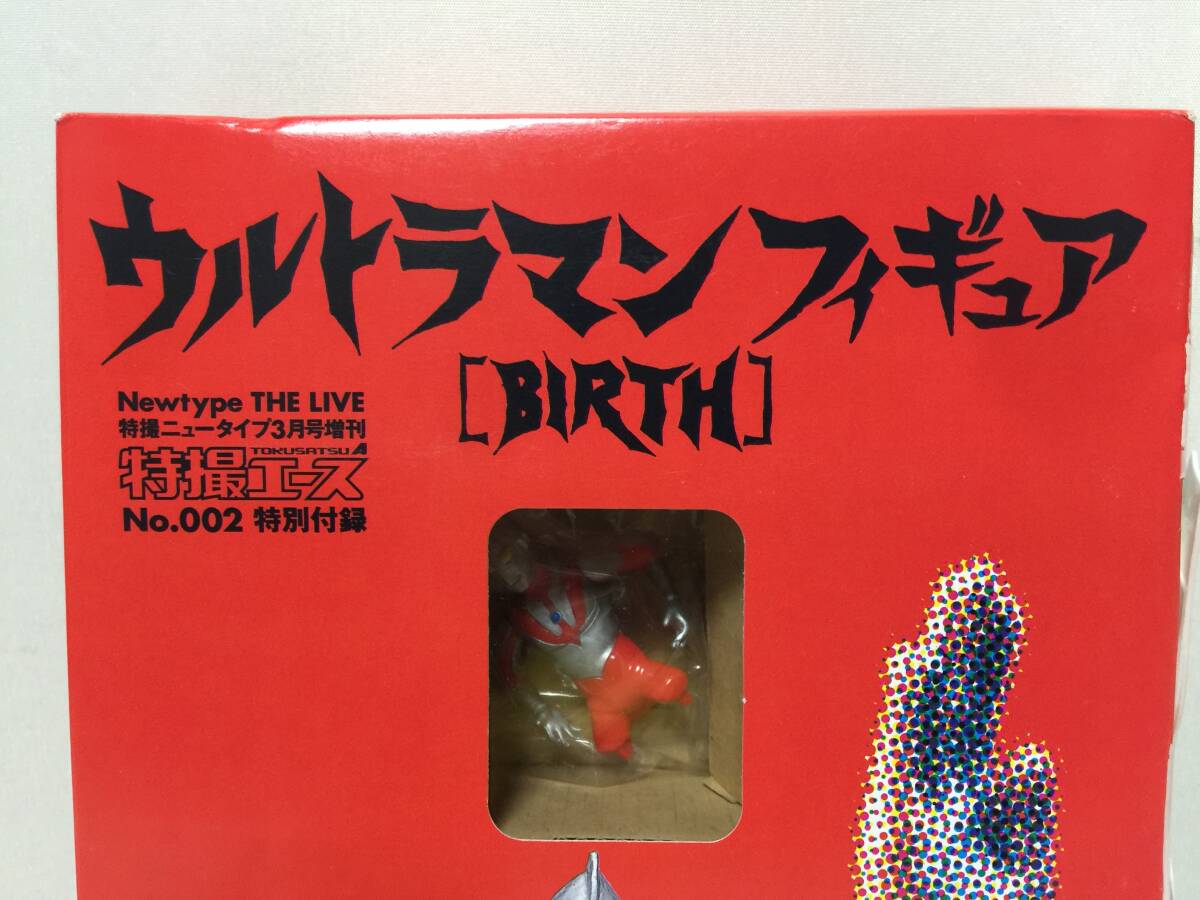 ウルトラマンフィギュア
[BIRTH]
Newtype THE LIVE
特撮ニュータイプ3月号増刊
TOKUSATSU A
特撮エース
No.002 特別付録